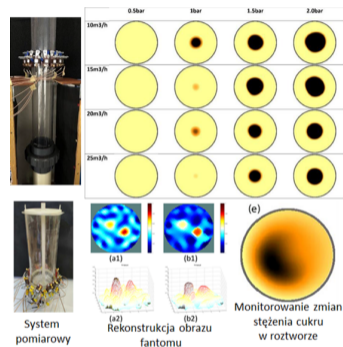 0.5bar 1bar 1.5bar 2.0bar
10m3/h
15m3/h
20m3/h
25m3/h
(a1) (b1) (e)
(a2) (b2)
System
pomiarowy
Rekonstrukcja obrazu
fantomu
Monitorowanie zmian
stężenia cukru
w roztworze